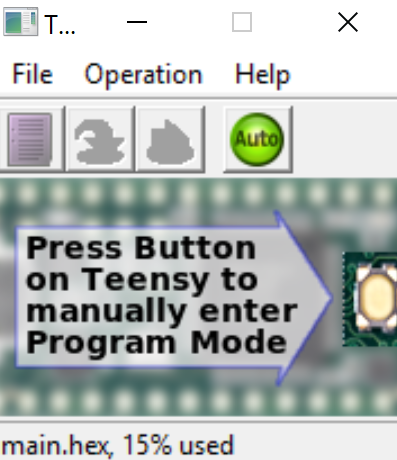 T...
File Operation Help
Auto
Press Button
on Teensy to
manually enter
Program Mode
main.hex, 15% used